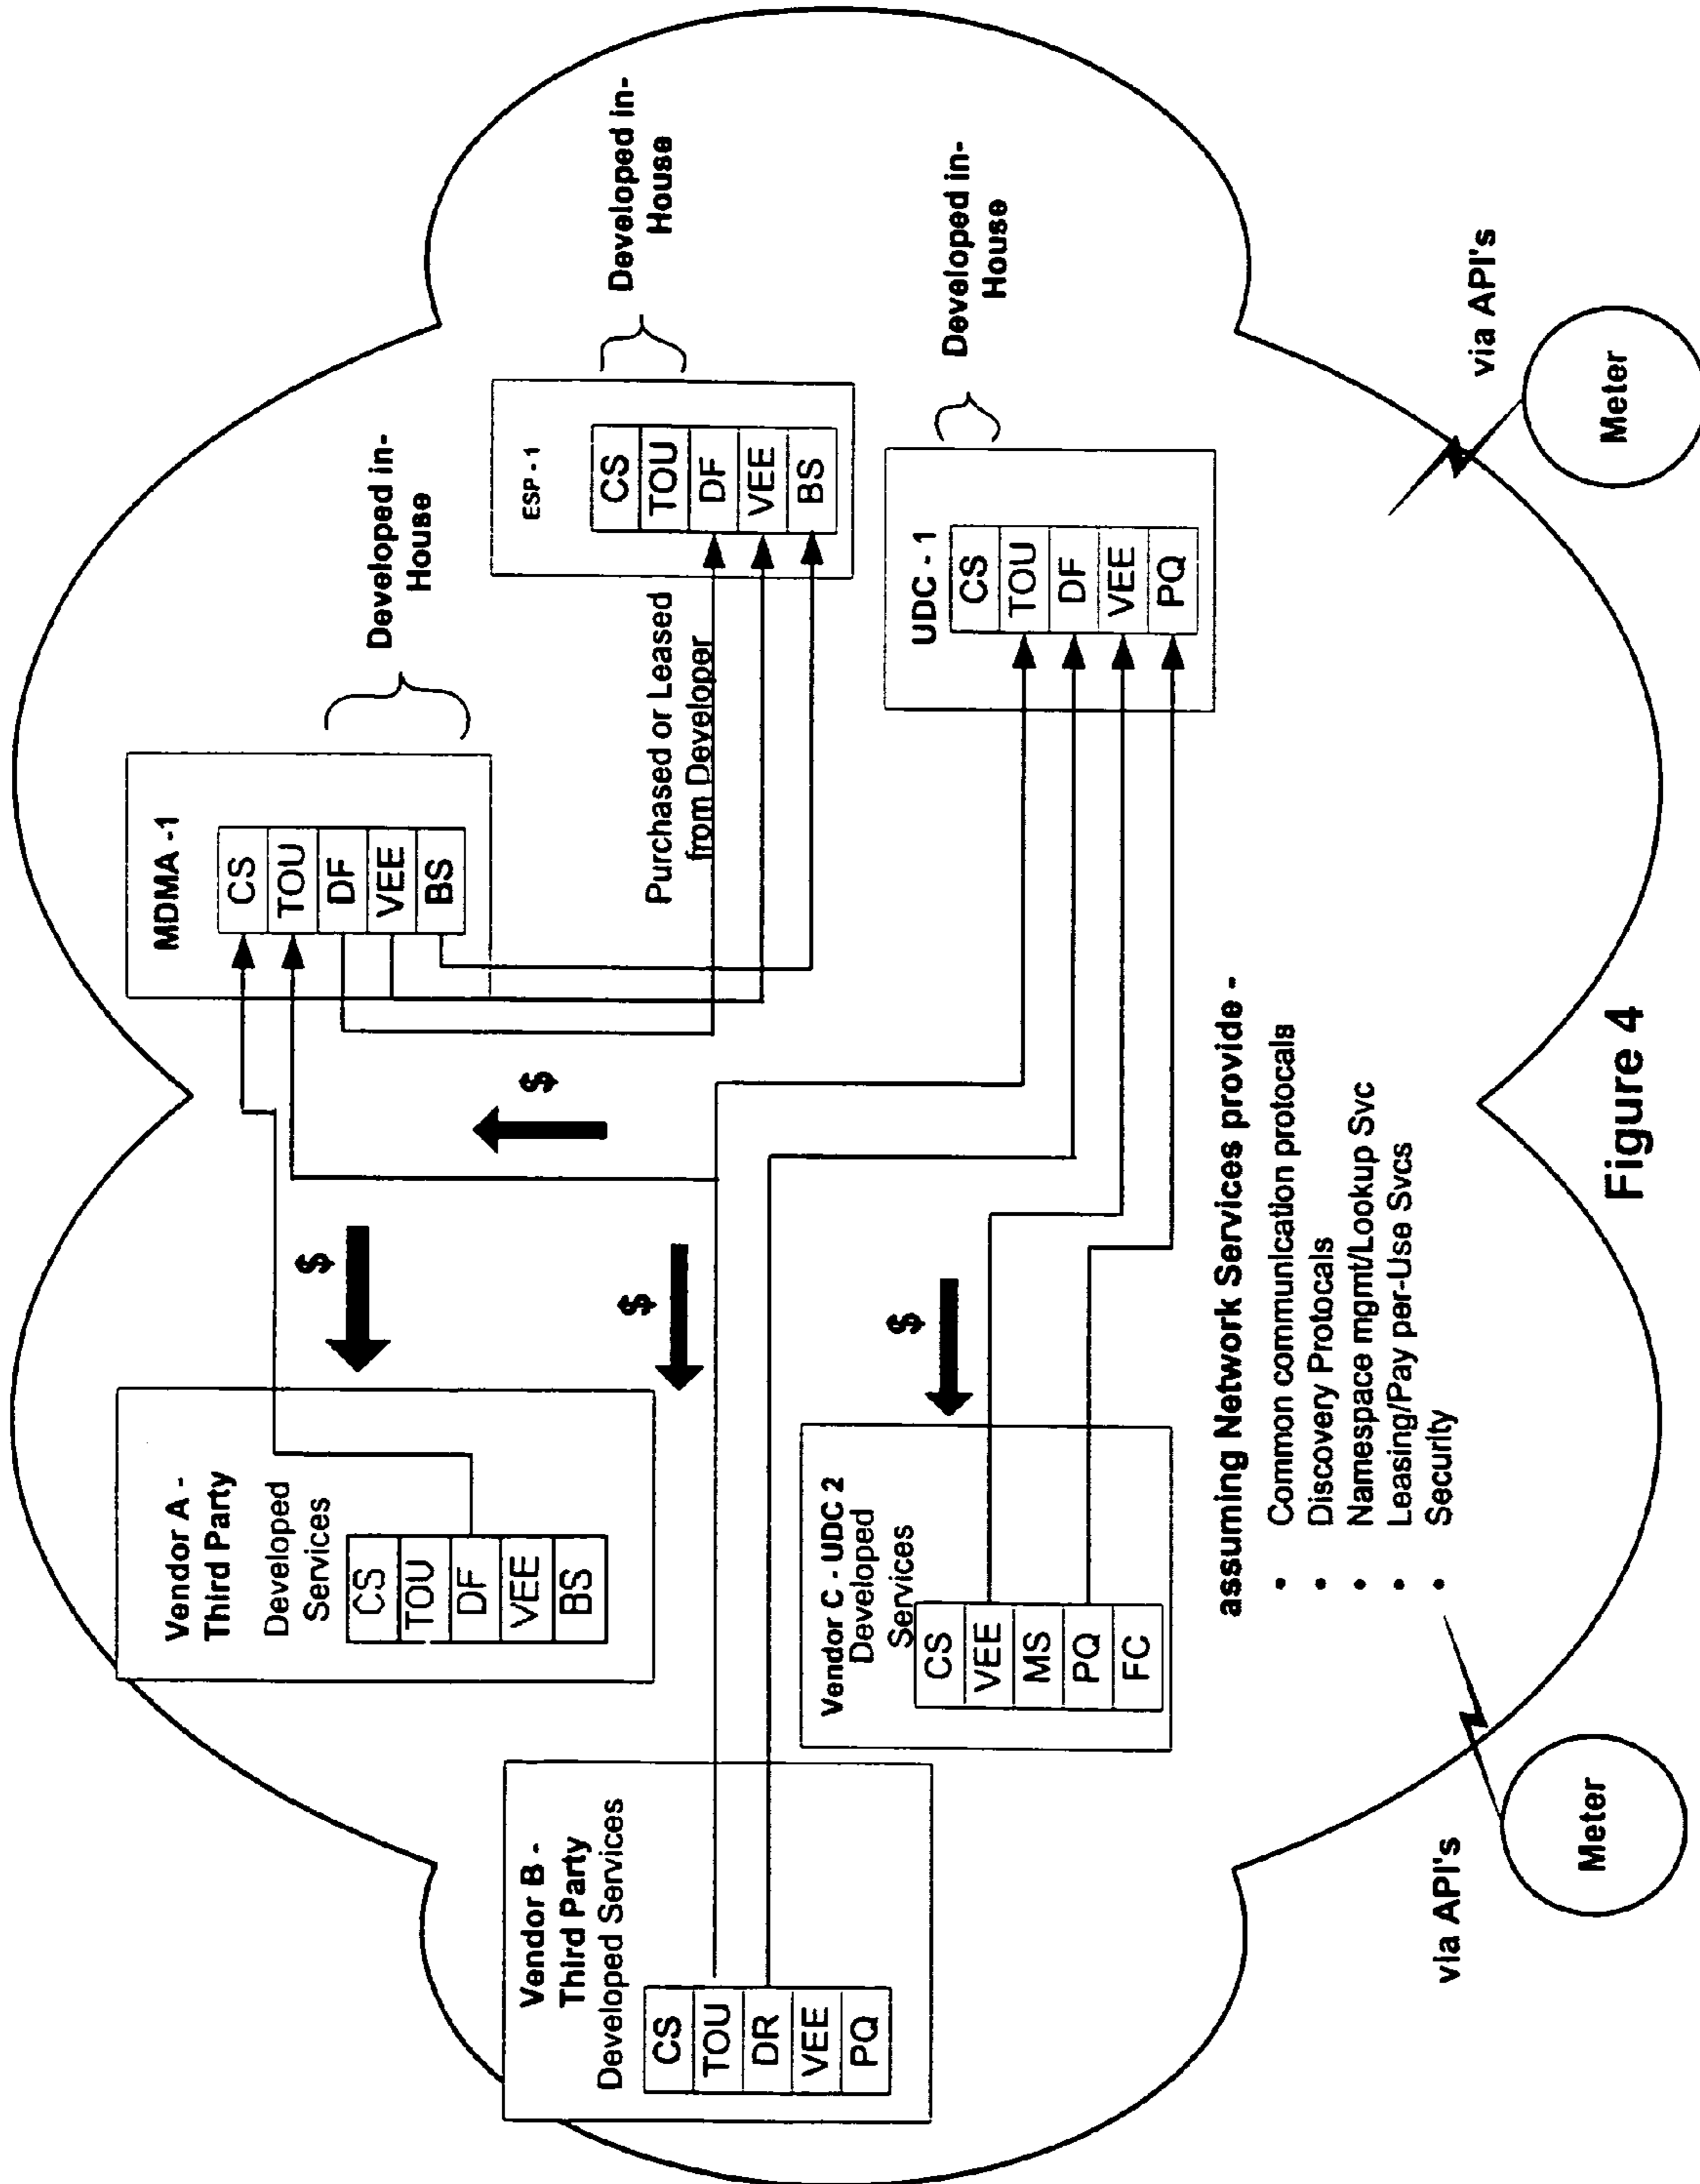 Vendor A -
Third Party
Developed
Services
CS
TOU
DF
VEE
BS
$
MDMA - 1
CS
TOU
DF
VEE
BS
Developed in-
House
Vendor B -
Third Party
Developed Services
CS
TOU
DR
VEE
PQ
$
$
Purchased or Leased
from Developer
ESP - 1
CS
TOU
DF
VEE
BS
Developed in-
House
Vendor C - UDC 2
Developed
Services
CS
VEE
MS
PQ
FC
$
UDC - 1
CS
TOU
DF
VEE
PQ
Developed in-
House
assuming Network Services provide -
• Common communication protocals
• Discovery Protocals
• Namespace mgmt/Lookup Svc
• Leasing/Pay per-Use Svcs
• Security
via API's
Meter
via API's
Meter
Figure 4